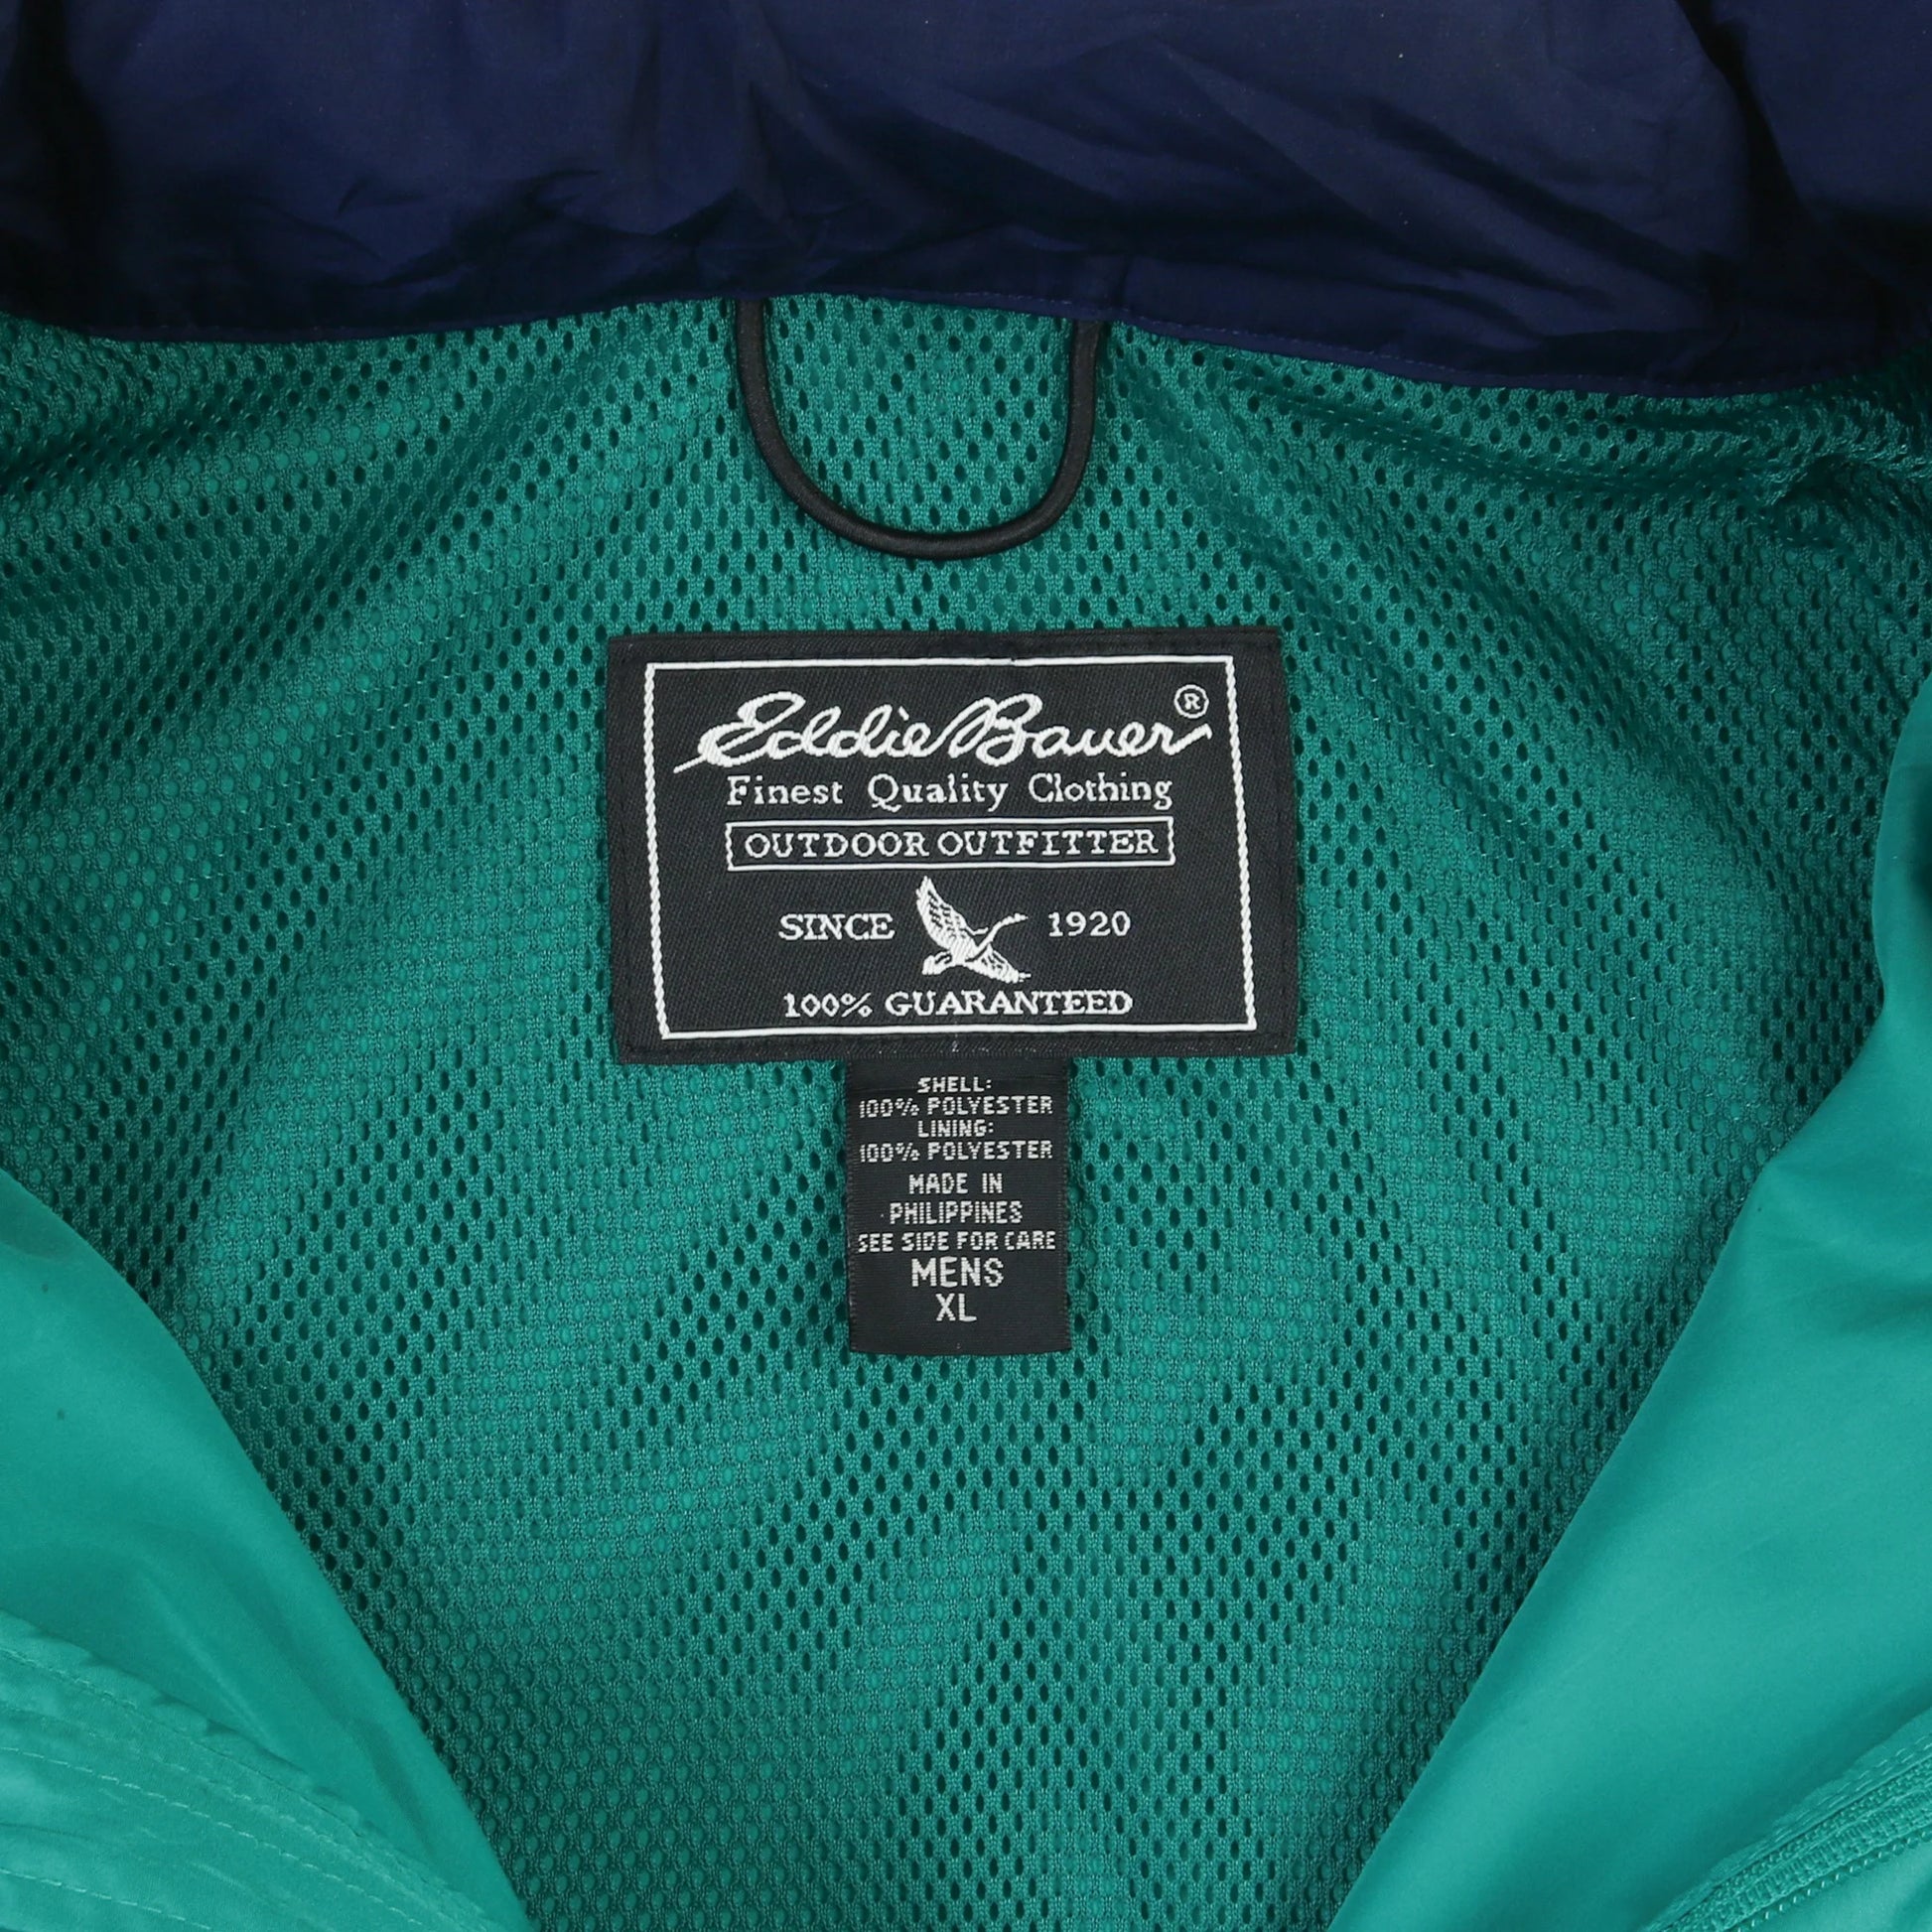 Eddie Bauer®
Finest Quality Clothing
OUTDOOR OUTFITTER
SINCE 1920
100% GUARANTEED
SHELL:
100% POLYESTER
LINING:
100% POLYESTER
MADE IN
PHILIPPINES
SEE SIDE FOR CARE
MENS
XL